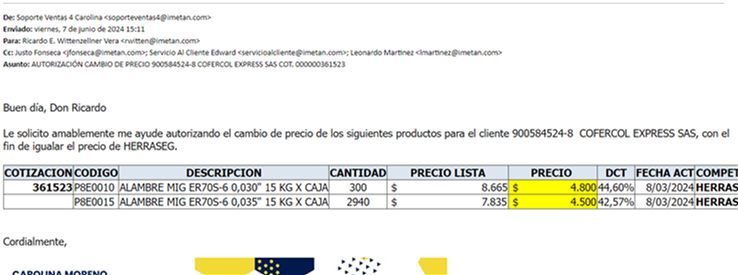 De: Soporte Ventas 4 Carolina <soporteventas4@imetan.com>
Enviado: viernes, 7 de junio de 2024 15:11
Para: Ricardo E. Wittenzellner Vera <rwitten@imetan.com>
Cc: Justo Fonseca <jfonseca@imetan.com>; Servicio Al Cliente Edward <servicioalcliente@imetan.com>; Leonardo Martinez <lmartinez@imetan.com>
Asunto: AUTORIZACIÓN CAMBIO DE PRECIO 900584524-8 COFERCOL EXPRESS SAS COT. 000000361523
Buen día, Don Ricardo
Le solicito amablemente me ayude autorizando el cambio de precio de los siguientes productos para el cliente 900584524-8 COFERCOL EXPRESS SAS, con el
fin de igualar el precio de HERRASEG.
COTIZACION CODIGO DESCRIPCION CANTIDAD PRECIO LISTA PRECIO DCT FECHA ACT COMPET
361523 P8E0010 ALAMBRE MIG ER70S-6 0,030" 15 KG X CAJA 300 $ 8.665 $ 4.800 44,60% 8/03/2024 HERRAS
P8E0015 ALAMBRE MIG ER70S-6 0,035" 15 KG X CAJA 2940 $ 7.835 $ 4.500 42,57% 8/03/2024 HERRAS
Cordialmente,
CAROLINA MORENO